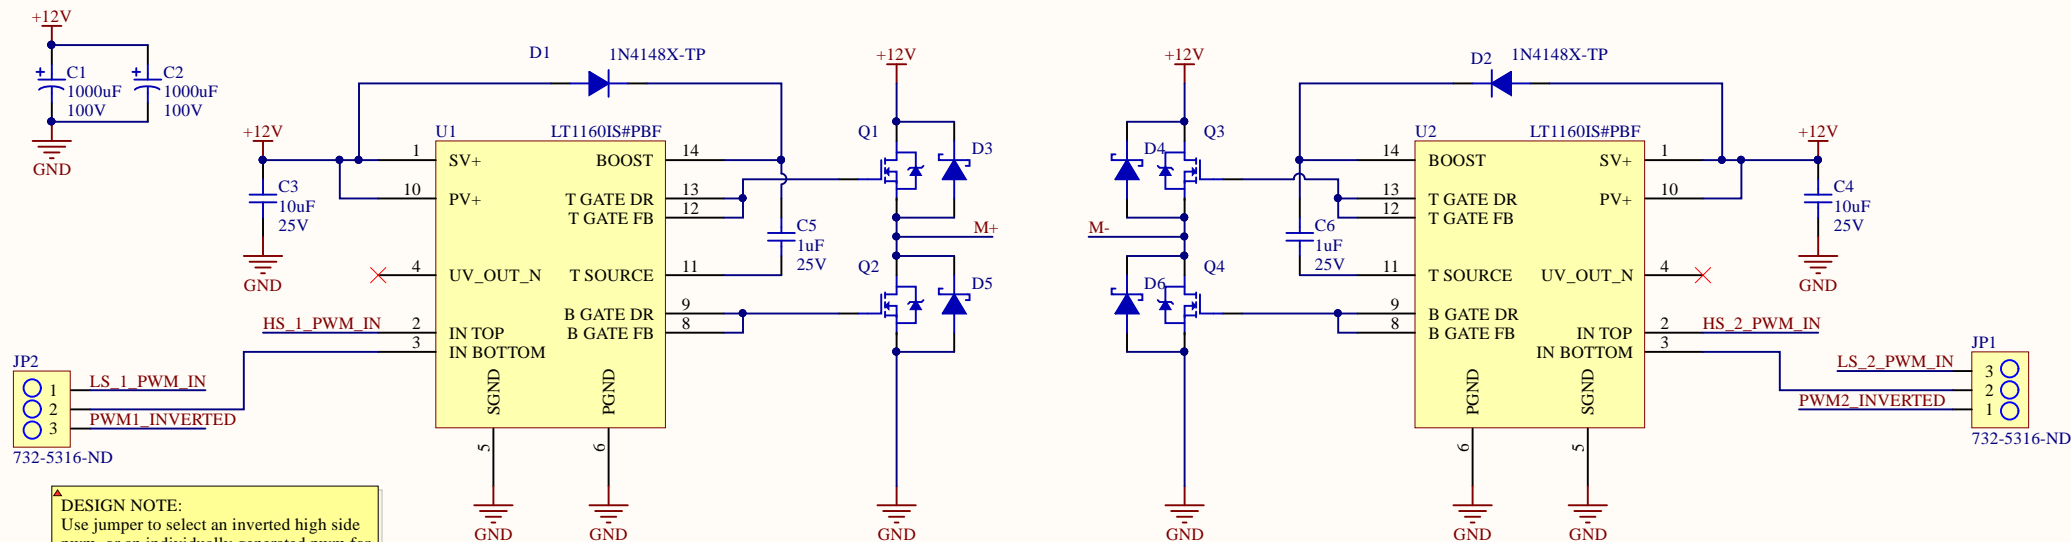 +12V
C1
1000uF
100V
C2
1000uF
100V
GND
+12V
C3
10uF
25V
GND
D1
1N4148X-TP
U1
LT1160IS#PBF
1
SV+
10
PV+
4
UV_OUT_N
HS_1_PWM_IN
2
IN TOP
3
IN BOTTOM
BOOST
14
T GATE DR
13
T GATE FB
12
T SOURCE
11
B GATE DR
9
B GATE FB
8
SGND
PGND
5
6
GND
GND
C5
1uF
25V
JP2
1
LS_1_PWM_IN
2
3
PWM1_INVERTED
732-5316-ND
DESIGN NOTE:
Use jumper to select an inverted high side
pwm, or an individually generated pwm for
+12V
Q1
D3
M+
Q2
D5
GND
+12V
Q3
D4
M-
Q4
D6
GND
D2
1N4148X-TP
U2
LT1160IS#PBF
14
BOOST
13
T GATE DR
12
T GATE FB
11
T SOURCE
9
B GATE DR
8
B GATE FB
SV+
1
PV+
10
UV_OUT_N
4
IN TOP
2
HS_2_PWM_IN
IN BOTTOM
3
PGND
SGND
6
5
GND
GND
C6
1uF
25V
+12V
C4
10uF
25V
GND
JP1
LS_2_PWM_IN
3
2
PWM2_INVERTED
1
732-5316-ND